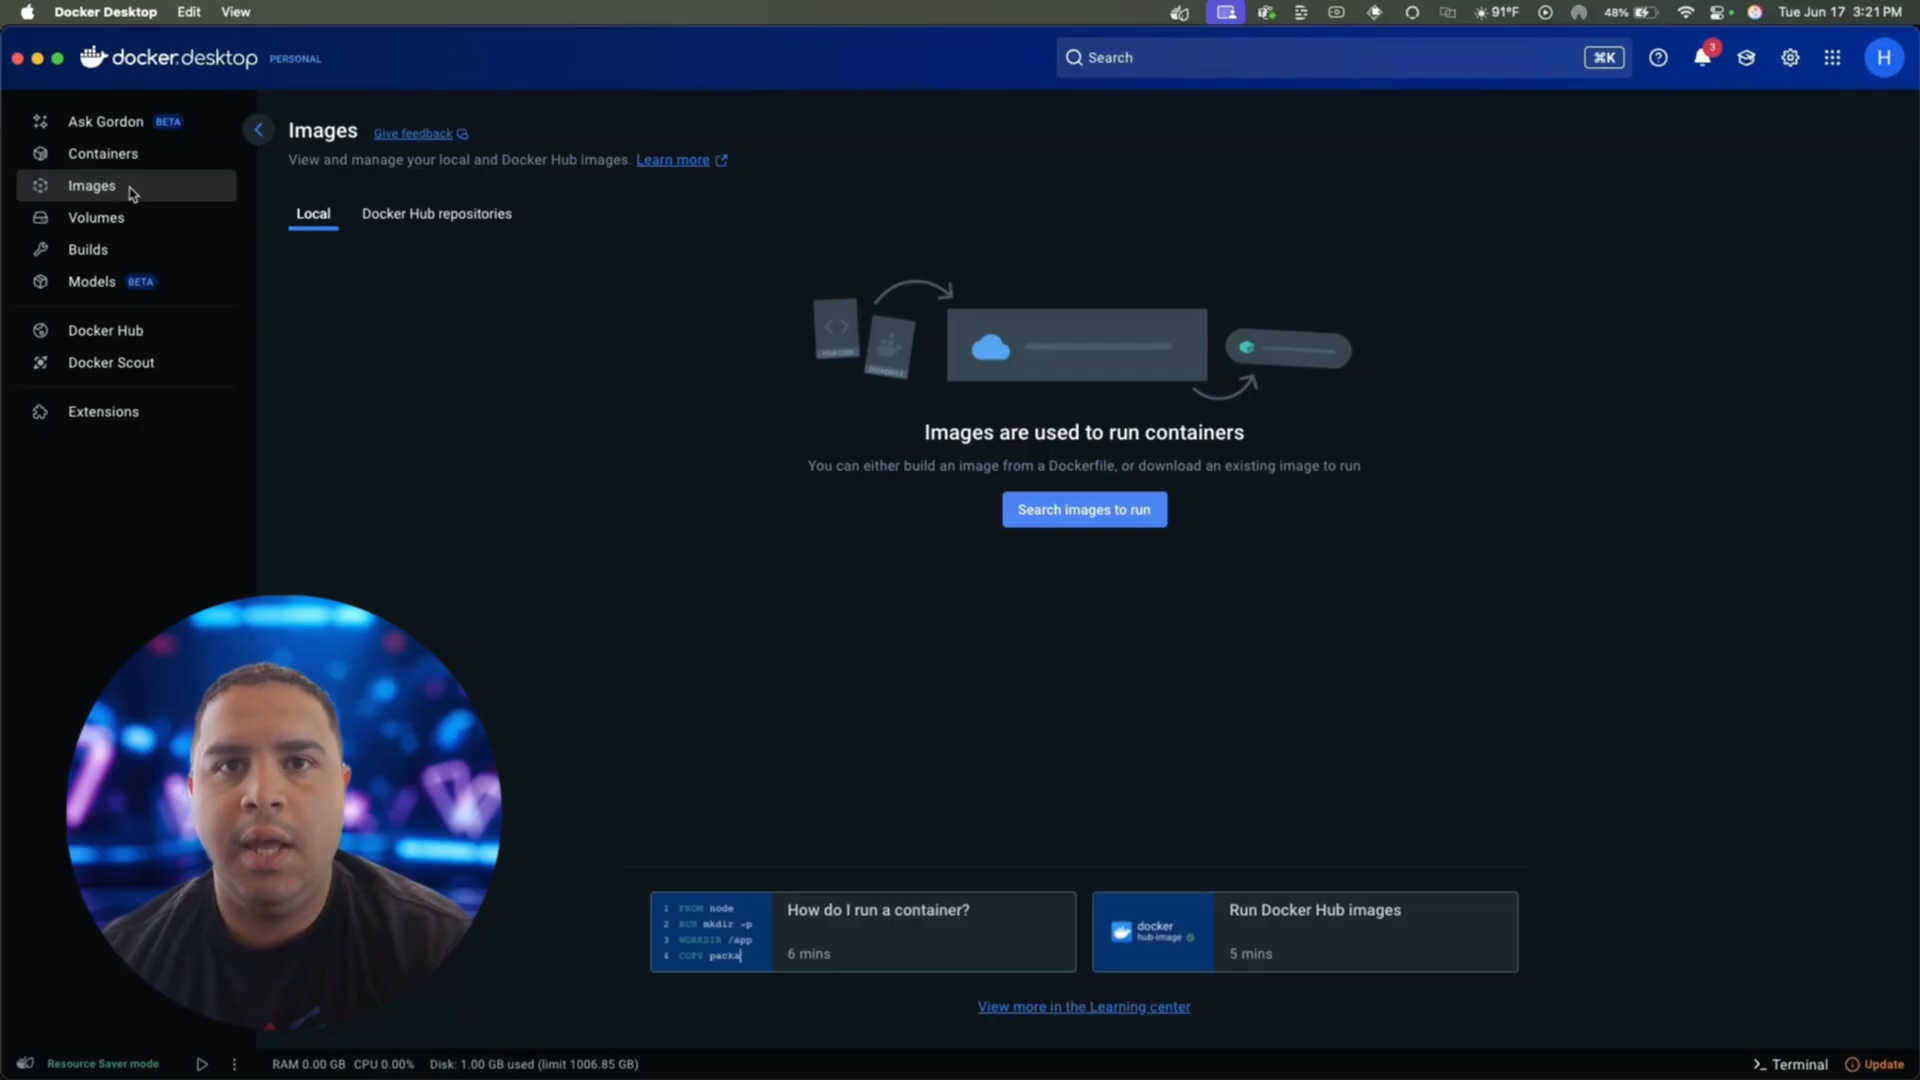 Docker Desktop Edit View
91°F 48% Tue Jun 17 3:21 PM
docker.desktop PERSONAL
Search ⌘K
3
H
Ask Gordon BETA
Containers
Images
Volumes
Builds
Models BETA
Docker Hub
Docker Scout
Extensions
Images Give feedback
View and manage your local and Docker Hub images. Learn more
Local Docker Hub repositories
Images are used to run containers
You can either build an image from a Dockerfile, or download an existing image to run
Search images to run
1 FROM node
2 RUN mkdir -p
3 WORKDIR /app
4 COPY packa
How do I run a container?
6 mins
docker
hub-image
Run Docker Hub images
5 mins
View more in the Learning center
Resource Saver mode
RAM 0.00 GB CPU 0.00% Disk: 1.00 GB used (limit 1006.85 GB)
>_ Terminal
Update